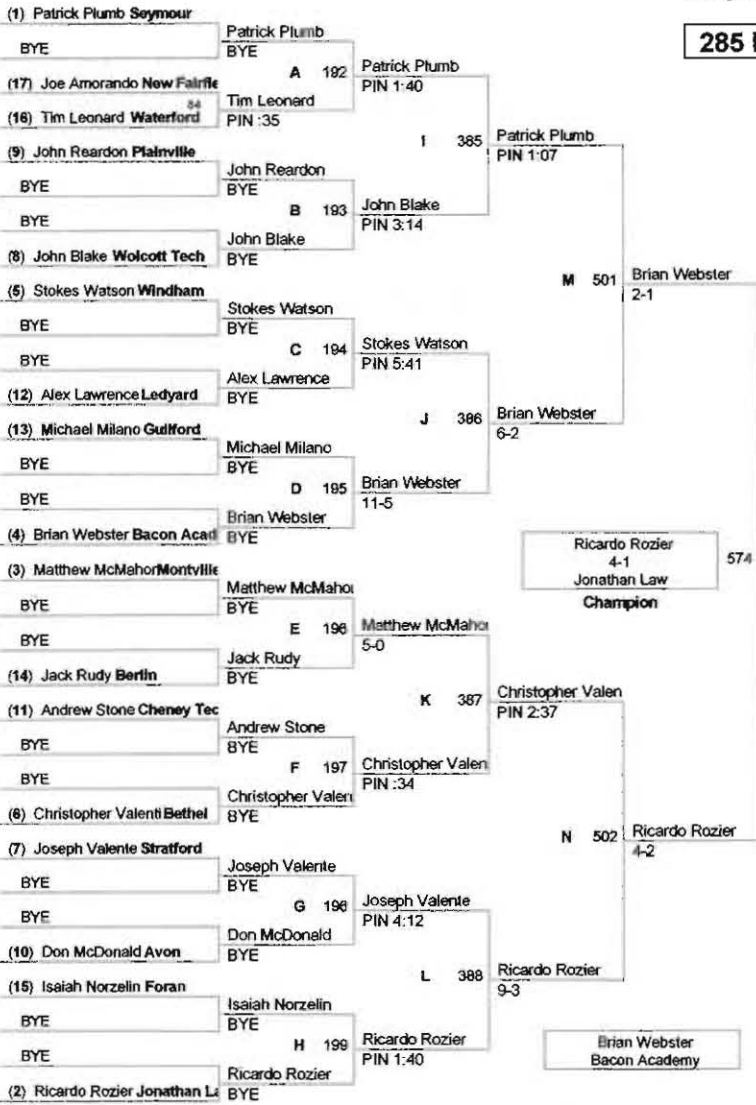 (1) Patrick Plumb Seymour
BYE
(17) Joe Amorando New Fairfie
84
(16) Tim Leonard Waterford
(9) John Reardon Plainville
BYE
BYE
(8) John Blake Wolcott Tech
(5) Stokes Watson Windham
BYE
BYE
(12) Alex Lawrence Ledyard
(13) Michael Milano Guilford
BYE
BYE
(4) Brian Webster Bacon Acad
(3) Matthew McMahon Montville
BYE
BYE
(14) Jack Rudy Berlin
(11) Andrew Stone Cheney Tec
BYE
BYE
(6) Christopher Valenti Bethel
(7) Joseph Valente Stratford
BYE
BYE
(10) Don McDonald Avon
(15) Isaiah Norzelin Foran
BYE
BYE
(2) Ricardo Rozier Jonathan La
Patrick Plumb
BYE
A 192
Tim Leonard
PIN :35
John Reardon
BYE
B 193
John Blake
BYE
Stokes Watson
BYE
C 194
Alex Lawrence
BYE
Michael Milano
BYE
D 195
Brian Webster
BYE
Matthew McMahon
BYE
E 196
Jack Rudy
BYE
Andrew Stone
BYE
F 197
Christopher Valen
BYE
Joseph Valente
BYE
G 198
Don McDonald
BYE
Isaiah Norzelin
BYE
H 199
Ricardo Rozier
BYE
Patrick Plumb
PIN 1:40
I 385
John Blake
PIN 3:14
Stokes Watson
PIN 5:41
J 386
Brian Webster
11-5
Matthew McMahon
5-0
K 387
Christopher Valen
PIN :34
Joseph Valente
PIN 4:12
L 388
Ricardo Rozier
PIN 1:40
Patrick Plumb
PIN 1:07
M 501
Brian Webster
6-2
Christopher Valen
PIN 2:37
N 502
Ricardo Rozier
9-3
285
Brian Webster
2-1
Ricardo Rozier
4-1
Jonathan Law
574
Champion
Ricardo Rozier
4-2
Brian Webster
Bacon Academy